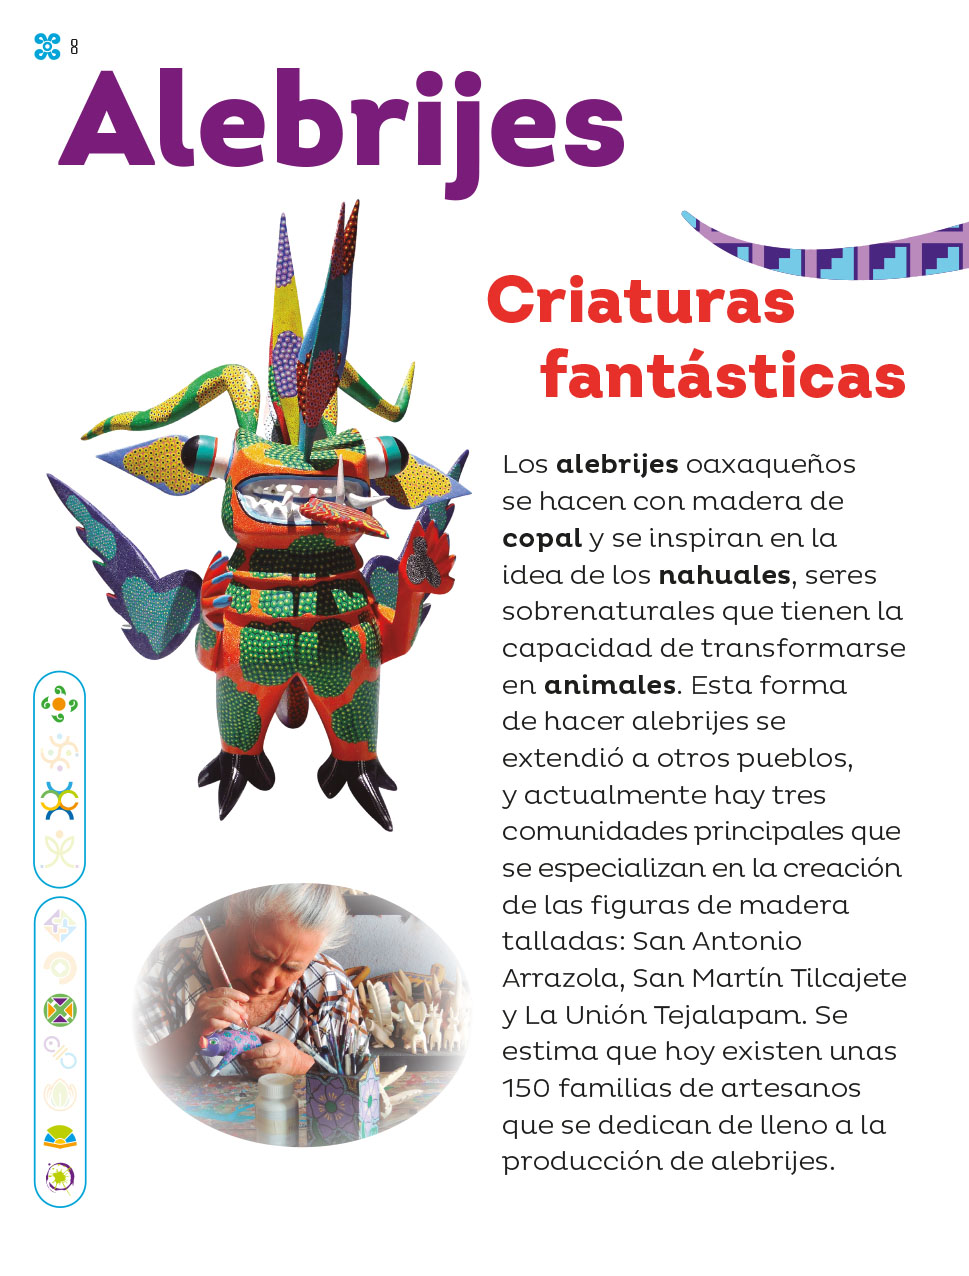 8
Alebrijes
Criaturas
fantásticas
Los alebrijes oaxaqueños
se hacen con madera de
copal y se inspiran en la
idea de los nahuales, seres
sobrenaturales que tienen la
capacidad de transformarse
en animales. Esta forma
de hacer alebrijes se
extendió a otros pueblos,
y actualmente hay tres
comunidades principales que
se especializan en la creación
de las figuras de madera
talladas: San Antonio
Arrazola, San Martín Tilcajete
y La Unión Tejalapam. Se
estima que hoy existen unas
150 familias de artesanos
que se dedican de lleno a la
producción de alebrijes.